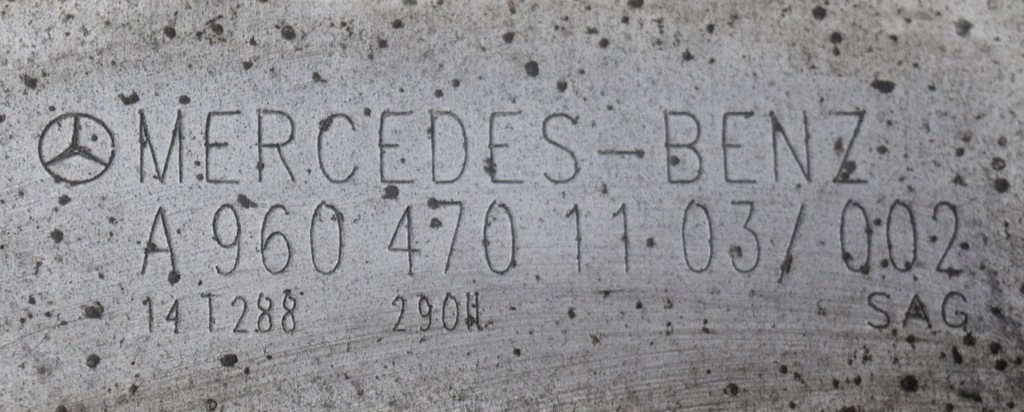 MERCEDES-BENZ
A 960 470 11 03/002
14T288 290H SAG